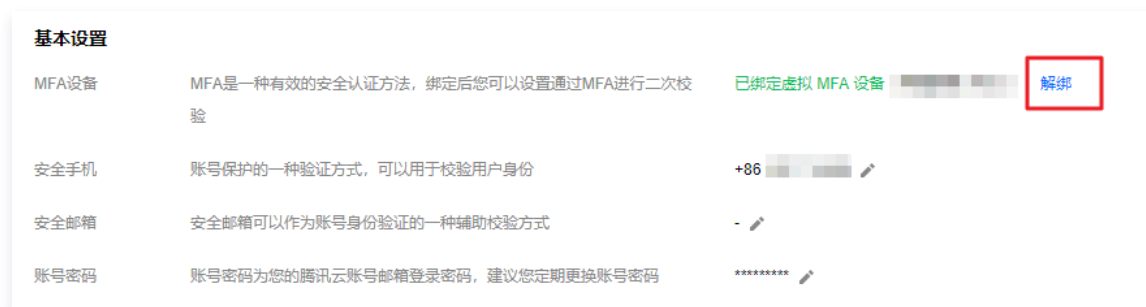 基本设置
MFA设备 MFA是一种有效的安全认证方法，绑定后您可以设置通过MFA进行二次校 已绑定虚拟 MFA 设备 解绑
验
安全手机 账号保护的一种验证方式，可以用于校验用户身份 +86
安全邮箱 安全邮箱可以作为账号身份验证的一种辅助校验方式 -
账号密码 账号密码为您的腾讯云账号邮箱登录密码，建议您定期更换账号密码 *********